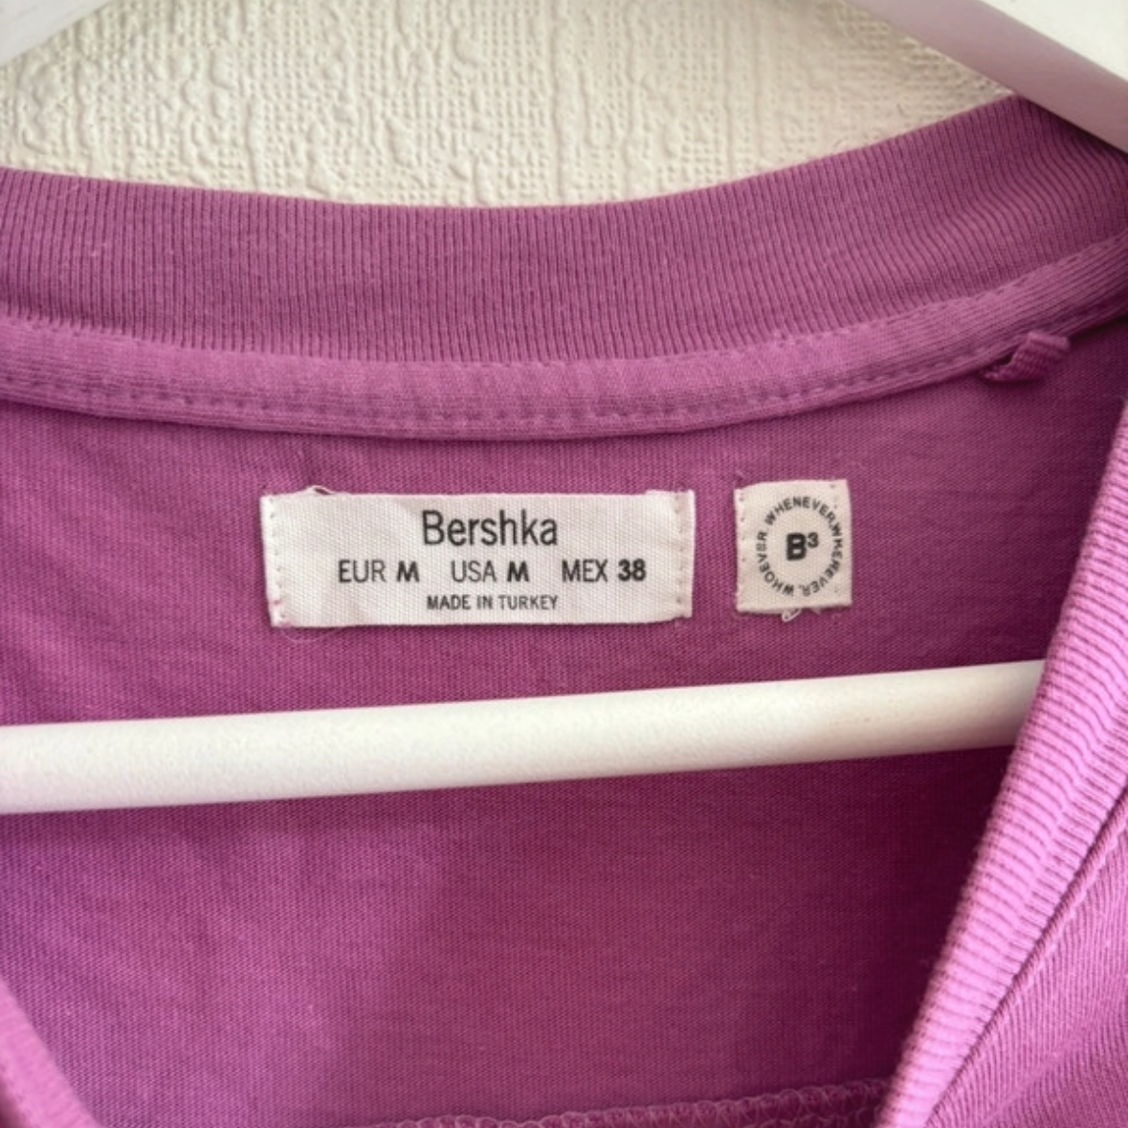 Bershka
EUR M USA M MEX 38
MADE IN TURKEY
WHENEVER.WHEREVER.WHOEVER.
B³